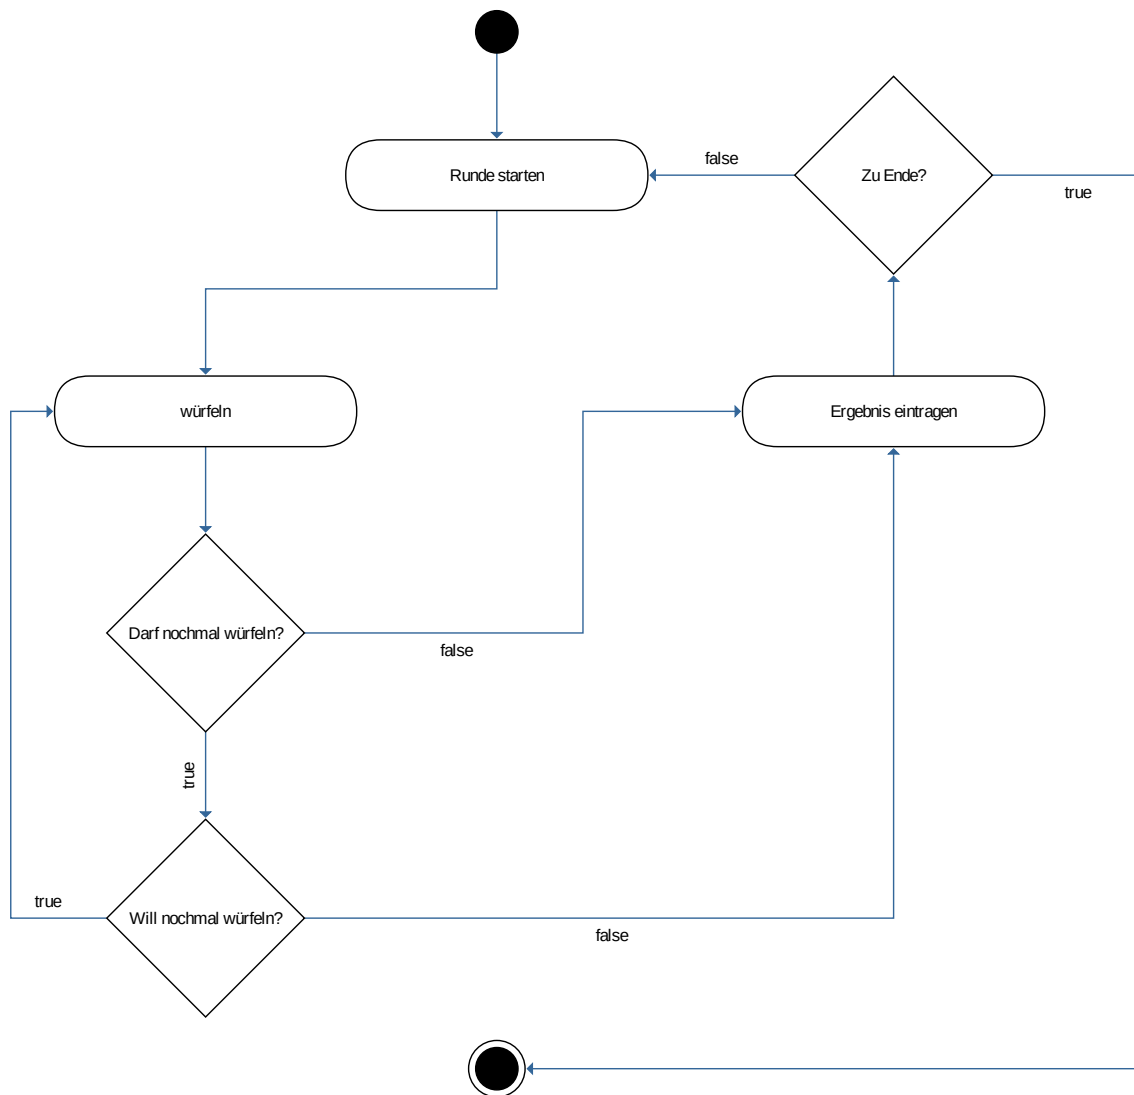 false
Runde starten
Zu Ende?
true
würfeln
Ergebnis eintragen
Darf nochmal würfeln?
false
true
true
Will nochmal würfeln?
false